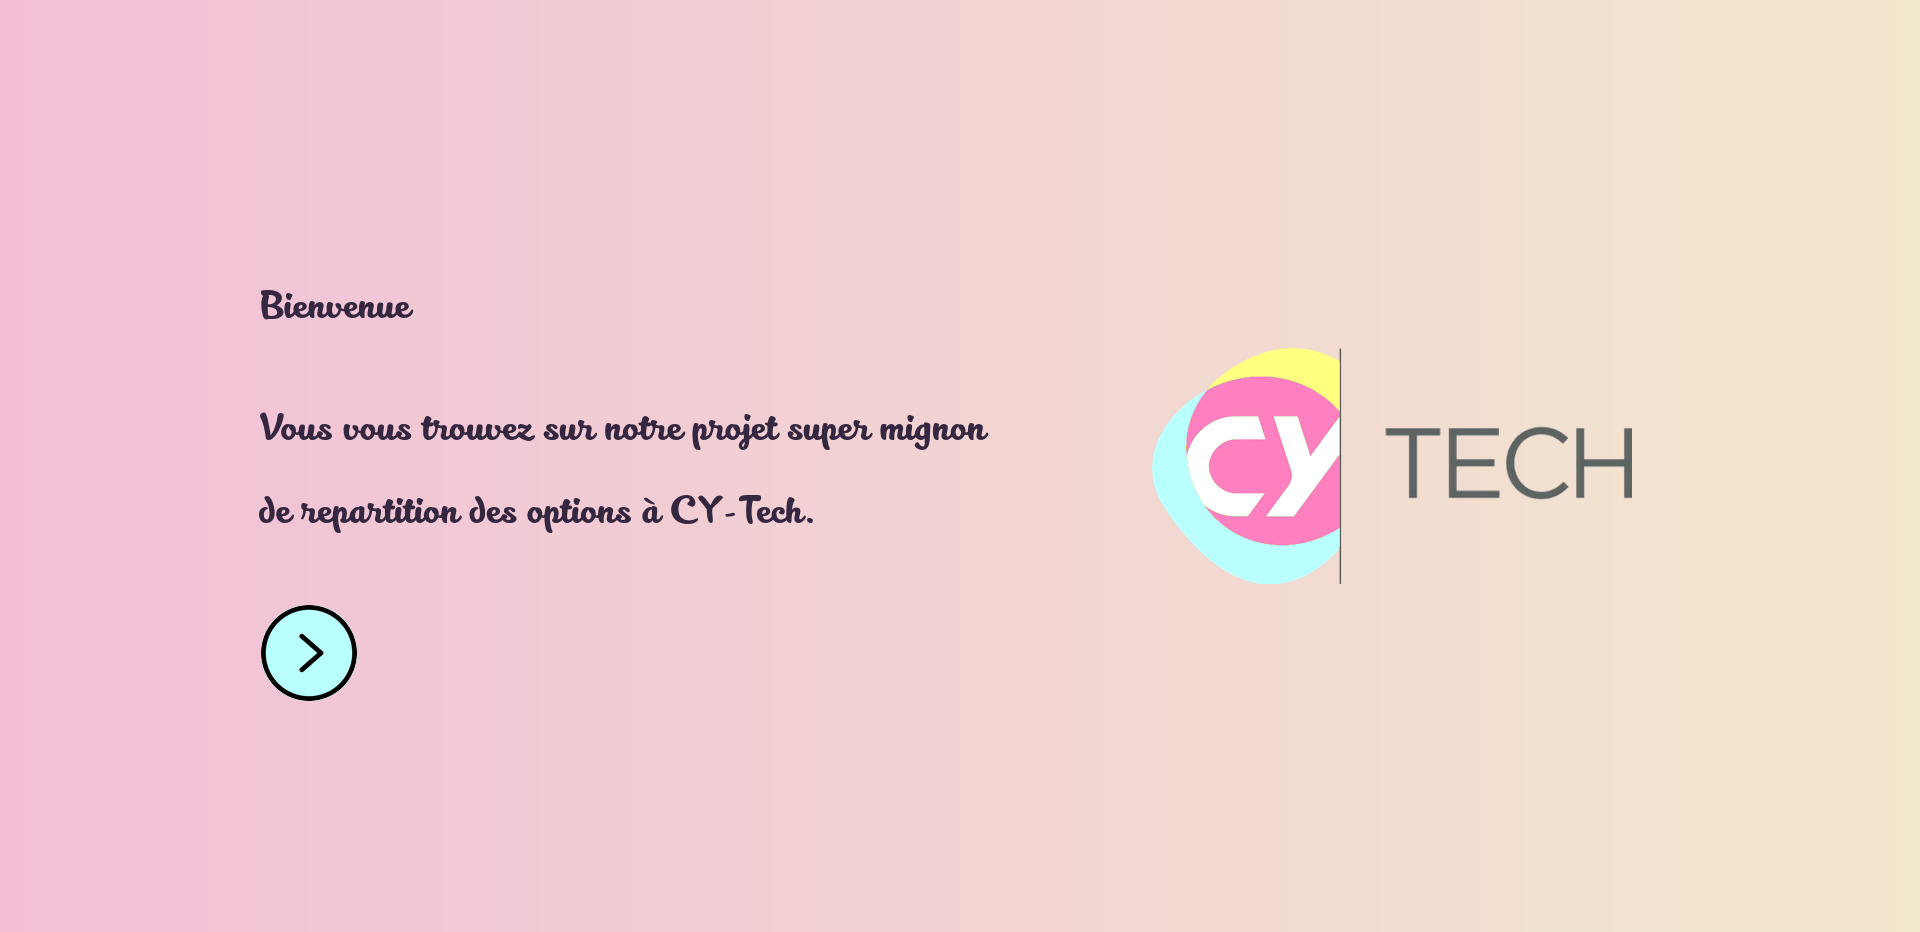 Bienvenue
Vous vous trouvez sur notre projet super mignon
de repartition des options à CY-Tech.
CY TECH